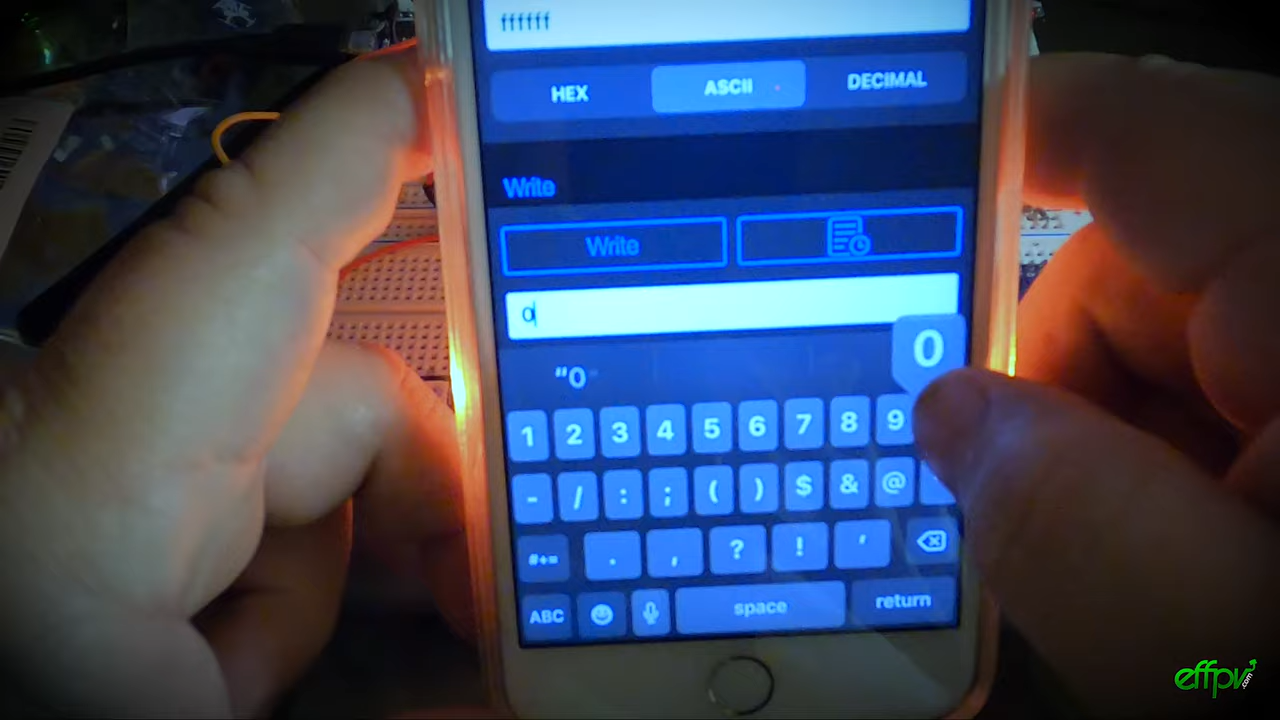 ffffff
HEX ASCII DECIMAL
Write
Write
0
"0"
0
1 2 3 4 5 6 7 8 9
- / : ; ( ) $ & @
#+= . , ? ! ' 
ABC space return
effpv.com